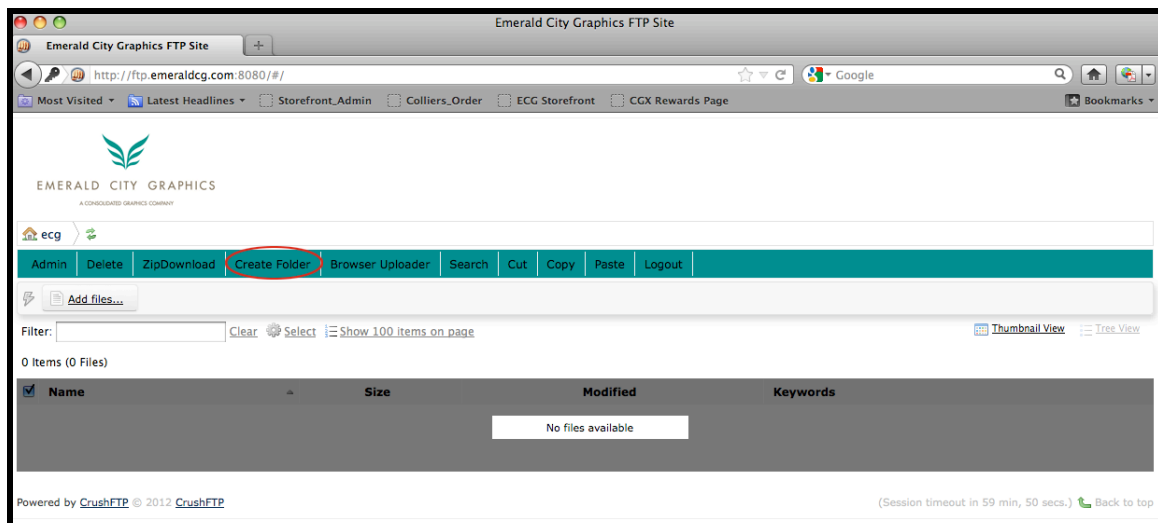 Emerald City Graphics FTP Site
Emerald City Graphics FTP Site
http://ftp.emeraldcg.com:8080/#/ Google
Most Visited Latest Headlines Storefront_Admin Colliers_Order ECG Storefront CGX Rewards Page Bookmarks
EMERALD CITY GRAPHICS
A CONSOLIDATED GRAPHICS COMPANY
ecg
Admin Delete ZipDownload Create Folder Browser Uploader Search Cut Copy Paste Logout
Add files...
Filter: Clear Select Show 100 items on page Thumbnail View Tree View
0 Items (0 Files)
Name Size Modified Keywords
No files available
Powered by CrushFTP © 2012 CrushFTP (Session timeout in 59 min, 50 secs.) Back to top